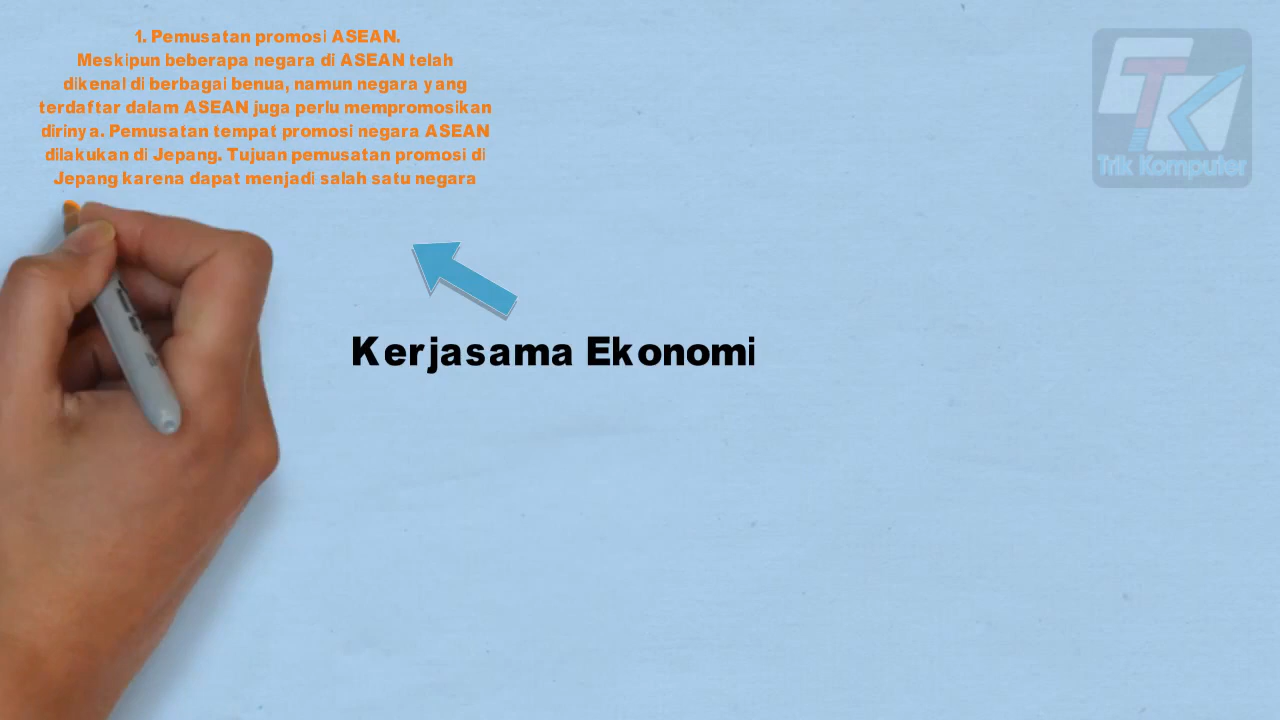 1. Pemusatan promosi ASEAN.
Meskipun beberapa negara di ASEAN telah
dikenal di berbagai benua, namun negara yang
terdaftar dalam ASEAN juga perlu mempromosikan
dirinya. Pemusatan tempat promosi negara ASEAN
dilakukan di Jepang. Tujuan pemusatan promosi di
Jepang karena dapat menjadi salah satu negara
Kerjasama Ekonomi
TK
Trik Komputer